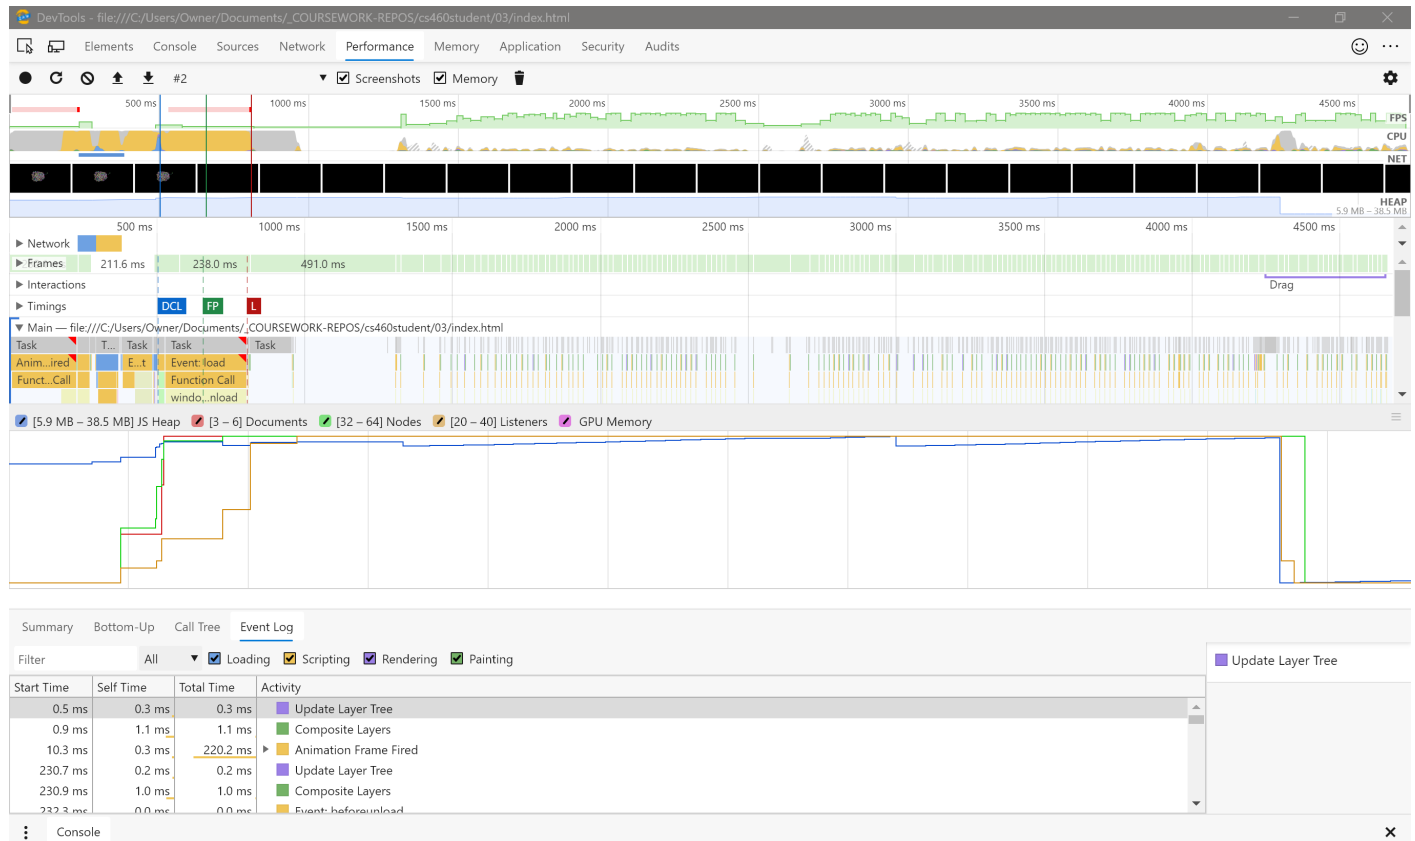 DevTools - file:///C:/Users/Owner/Documents/_COURSEWORK-REPOS/cs460student/03/index.html
Elements Console Sources Network Performance Memory Application Security Audits
#2 Screenshots Memory
500 ms 1000 ms 1500 ms 2000 ms 2500 ms 3000 ms 3500 ms 4000 ms 4500 ms
FPS
CPU
NET
HEAP
5.9 MB – 38.5 MB
500 ms 1000 ms 1500 ms 2000 ms 2500 ms 3000 ms 3500 ms 4000 ms 4500 ms
Network
Frames 211.6 ms 238.0 ms 491.0 ms
Interactions Drag
Timings DCL FP L
Main — file:///C:/Users/Owner/Documents/_COURSEWORK-REPOS/cs460student/03/index.html
Task T... Task Task Task
Anim...ired E...t Event: load
Funct...Call Function Call
windo...nload
[5.9 MB – 38.5 MB] JS Heap [3 – 6] Documents [32 – 64] Nodes [20 – 40] Listeners GPU Memory
Summary Bottom-Up Call Tree Event Log
Filter All Loading Scripting Rendering Painting
Update Layer Tree
Start Time Self Time Total Time Activity
0.5 ms 0.3 ms 0.3 ms Update Layer Tree
0.9 ms 1.1 ms 1.1 ms Composite Layers
10.3 ms 0.3 ms 220.2 ms Animation Frame Fired
230.7 ms 0.2 ms 0.2 ms Update Layer Tree
230.9 ms 1.0 ms 1.0 ms Composite Layers
232.3 ms 0.0 ms 0.0 ms Event: beforeunload
Console